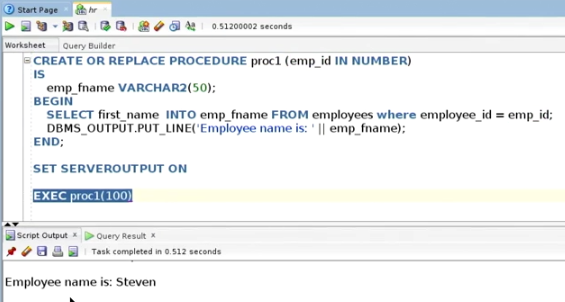 Start Page × hr ×
0.51200002 seconds
Worksheet Query Builder
CREATE OR REPLACE PROCEDURE proc1 (emp_id IN NUMBER)
IS
emp_fname VARCHAR2(50);
BEGIN
SELECT first_name INTO emp_fname FROM employees where employee_id = emp_id;
DBMS_OUTPUT.PUT_LINE('Employee name is: ' || emp_fname);
END;
SET SERVEROUTPUT ON
EXEC proc1(100)
Script Output × Query Result ×
Task completed in 0.512 seconds
Employee name is: Steven